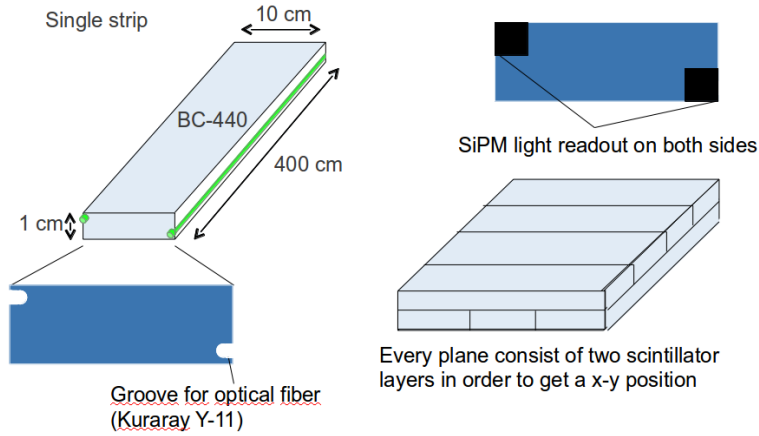 Single strip
10 cm
BC-440
400 cm
1 cm
Groove for optical fiber
(Kuraray Y-11)
SiPM light readout on both sides
Every plane consist of two scintillator
layers in order to get a x-y position